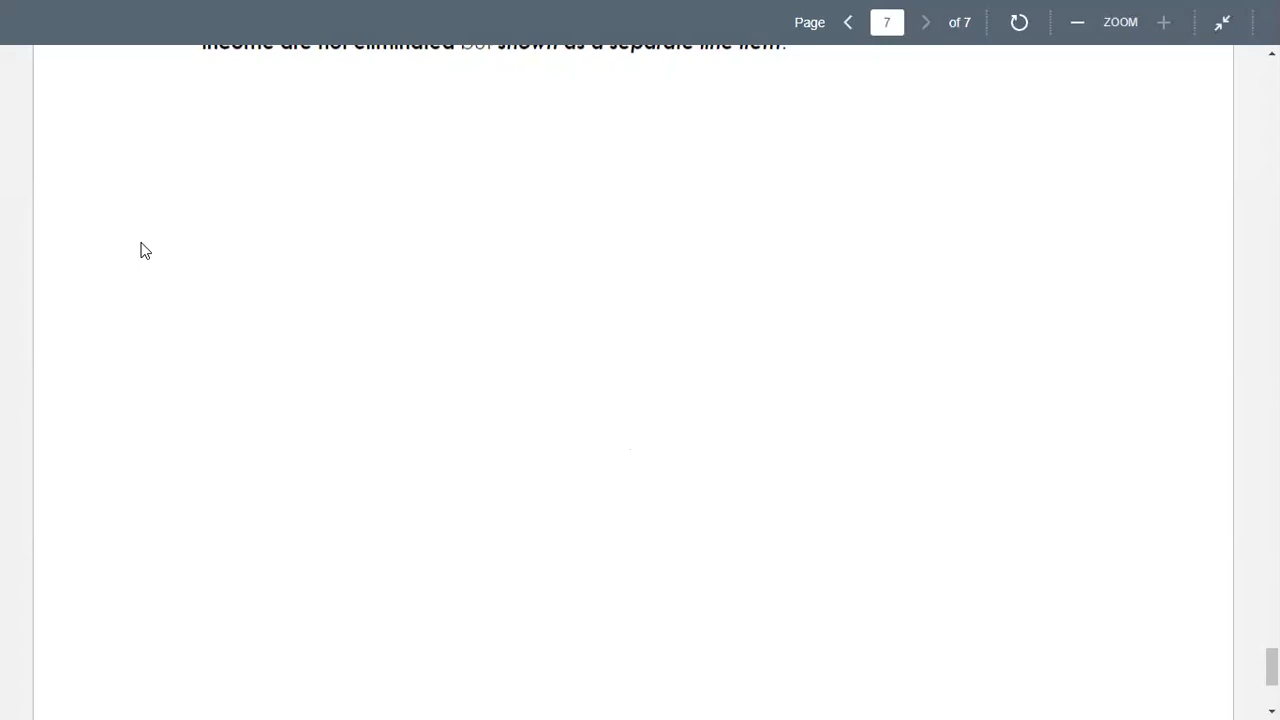 Page 7 of 7 ZOOM
income are not eliminated but shown as a separate line item.